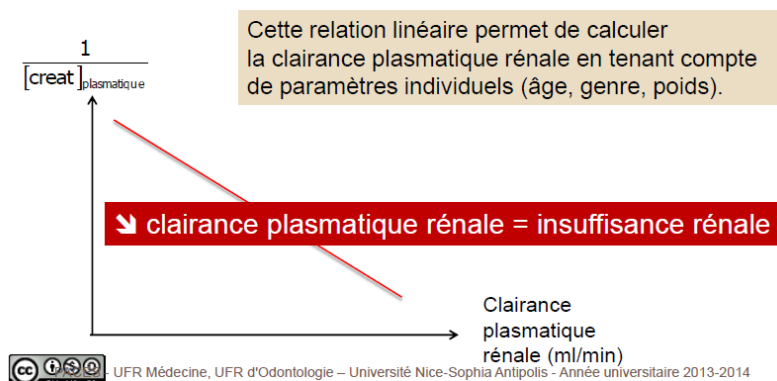 Cette relation linéaire permet de calculer
la clairance plasmatique rénale en tenant compte
de paramètres individuels (âge, genre, poids).
1
[creat]plasmatique
➘ clairance plasmatique rénale = insuffisance rénale
Clairance
plasmatique
rénale (ml/min)
cc
UFR Médecine, UFR d'Odontologie – Université Nice-Sophia Antipolis - Année universitaire 2013-2014